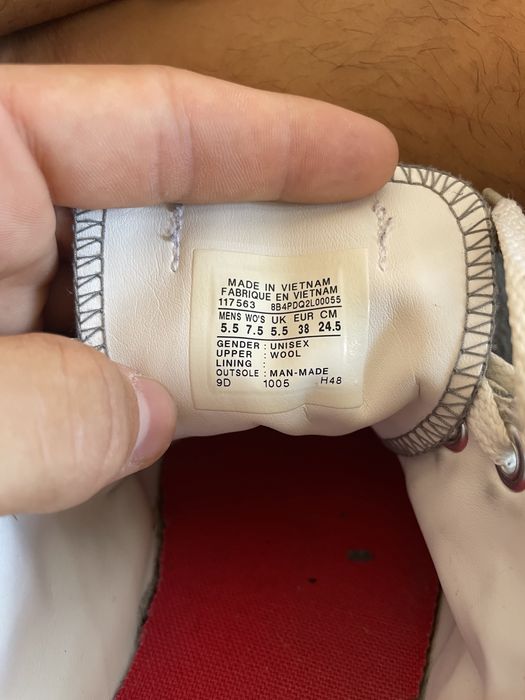 MADE IN VIETNAM
FABRIQUE EN VIETNAM
117563 8B4PDQ2L00055
MENS WO'S UK EUR CM
5.5 7.5 5.5 38 24.5
GENDER : UNISEX
UPPER : WOOL
LINING :
OUTSOLE : MAN-MADE
9D 1005 H48